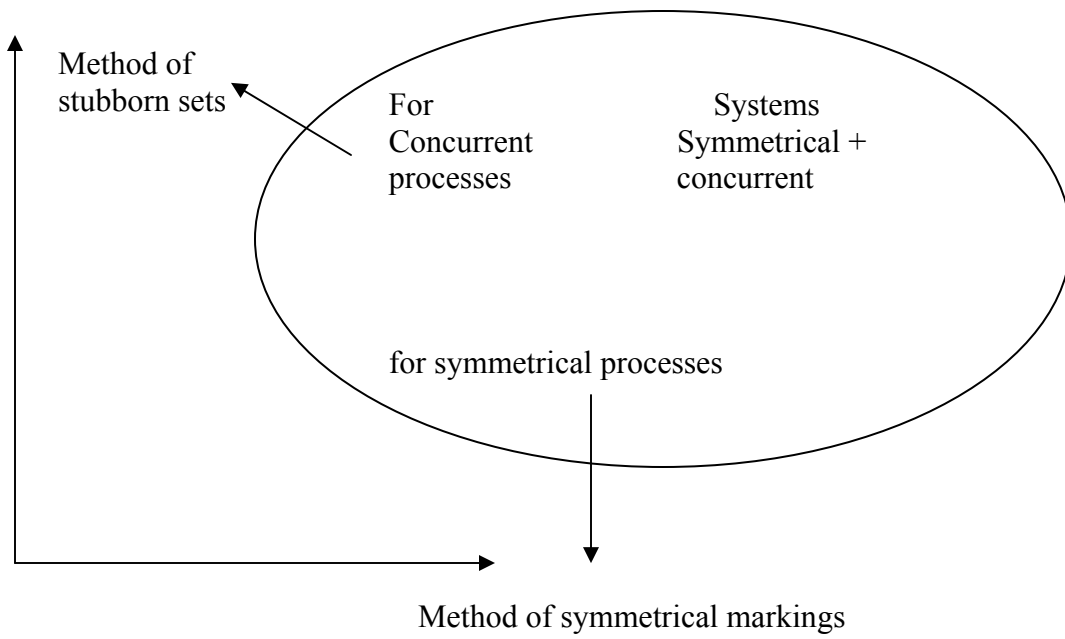 Method of
stubborn sets
For
Concurrent
processes
Systems
Symmetrical +
concurrent
for symmetrical processes
Method of symmetrical markings